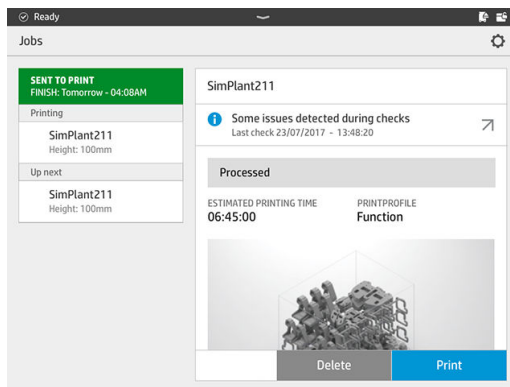 Ready
Jobs
SENT TO PRINT
FINISH: Tomorrow - 04:08AM
Printing
SimPlant211
Height: 100mm
Up next
SimPlant211
Height: 100mm
SimPlant211
Some issues detected during checks
Last check 23/07/2017 - 13:48:20
Processed
ESTIMATED PRINTING TIME
06:45:00
PRINTPROFILE
Function
Delete
Print